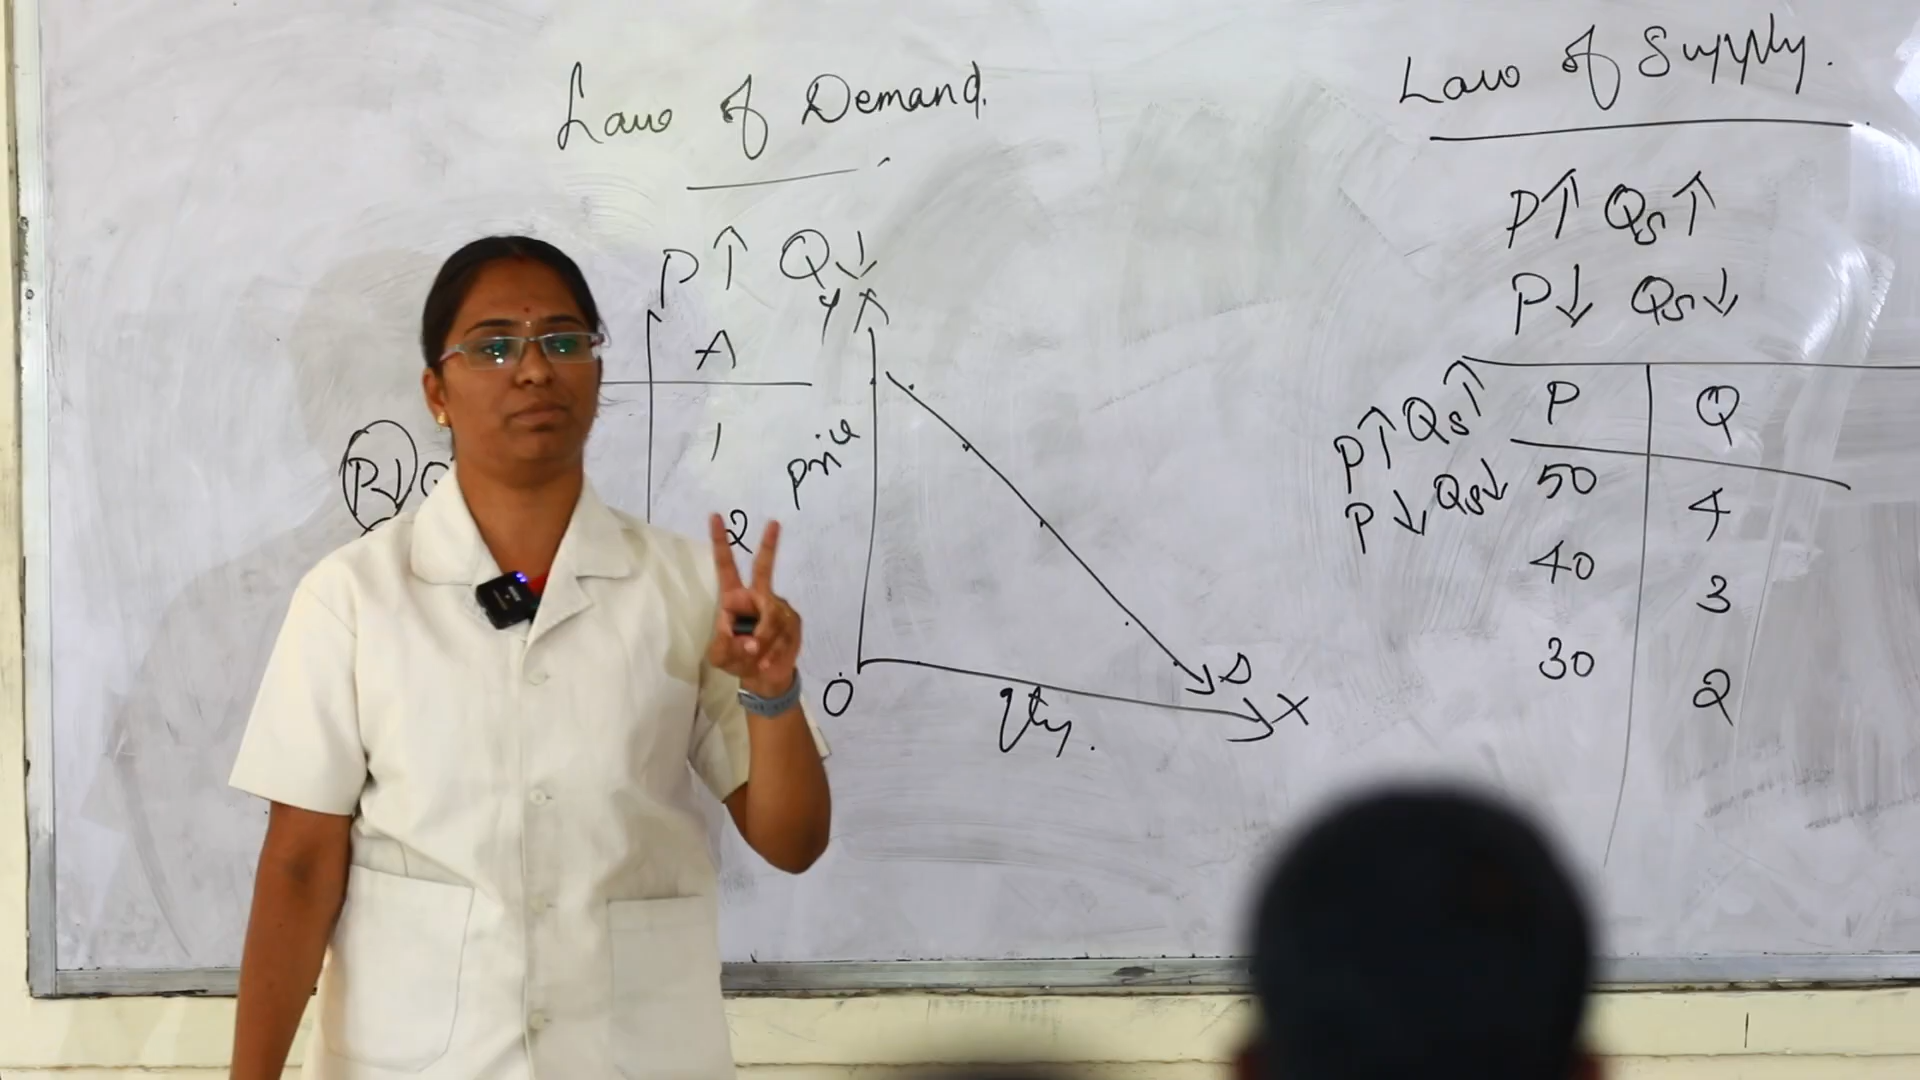 Law of Demand.
P↑ Q↓
A
1
2
P↓ Q
Y
price
O
Qty.
D
X
Law of Supply.
P↑ Qs↑
P↓ Qs↓
P↑ Qs↑
P↓ Qs↓
P Q
50 4
40 3
30 2